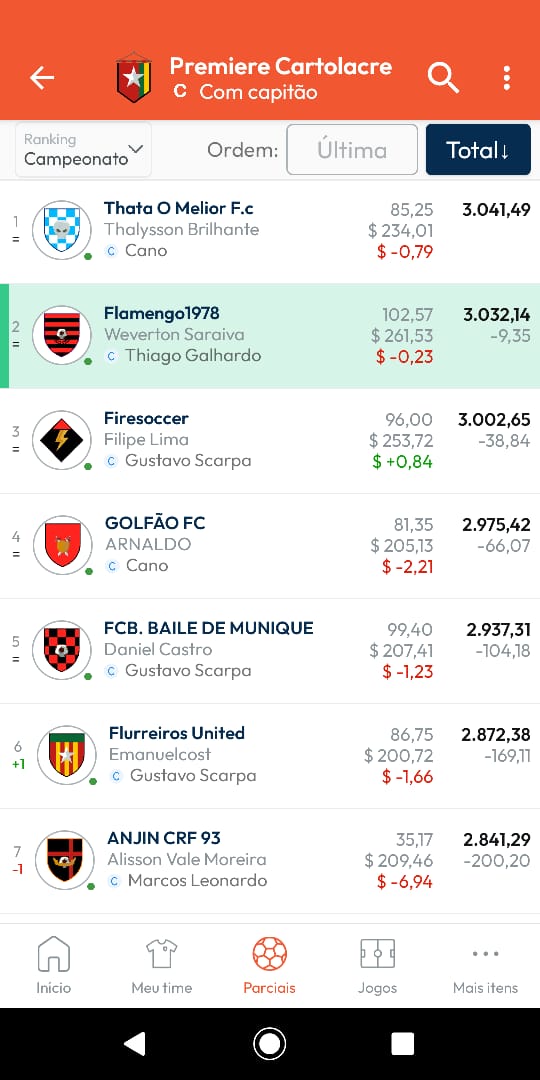 Premiere Cartolacre
C Com capitão
Ranking
Campeonato
Ordem:
Última
Total↓
1
=
Thata O Melior F.c
Thalysson Brilhante
C Cano
85,25
$ 234,01
$ -0,79
3.041,49
2
=
Flamengo1978
Weverton Saraiva
C Thiago Galhardo
102,57
$ 261,53
$ -0,23
3.032,14
-9,35
3
=
Firesoccer
Filipe Lima
C Gustavo Scarpa
96,00
$ 253,72
$ +0,84
3.002,65
-38,84
4
=
GOLFÃO FC
ARNALDO
C Cano
81,35
$ 205,13
$ -2,21
2.975,42
-66,07
5
=
FCB. BAILE DE MUNIQUE
Daniel Castro
C Gustavo Scarpa
99,40
$ 207,41
$ -1,23
2.937,31
-104,18
6
+1
Flurreiros United
Emanuelcost
C Gustavo Scarpa
86,75
$ 200,72
$ -1,66
2.872,38
-169,11
7
-1
ANJIN CRF 93
Alisson Vale Moreira
C Marcos Leonardo
35,17
$ 209,46
$ -6,94
2.841,29
-200,20
Início
Meu time
Parciais
Jogos
Mais itens